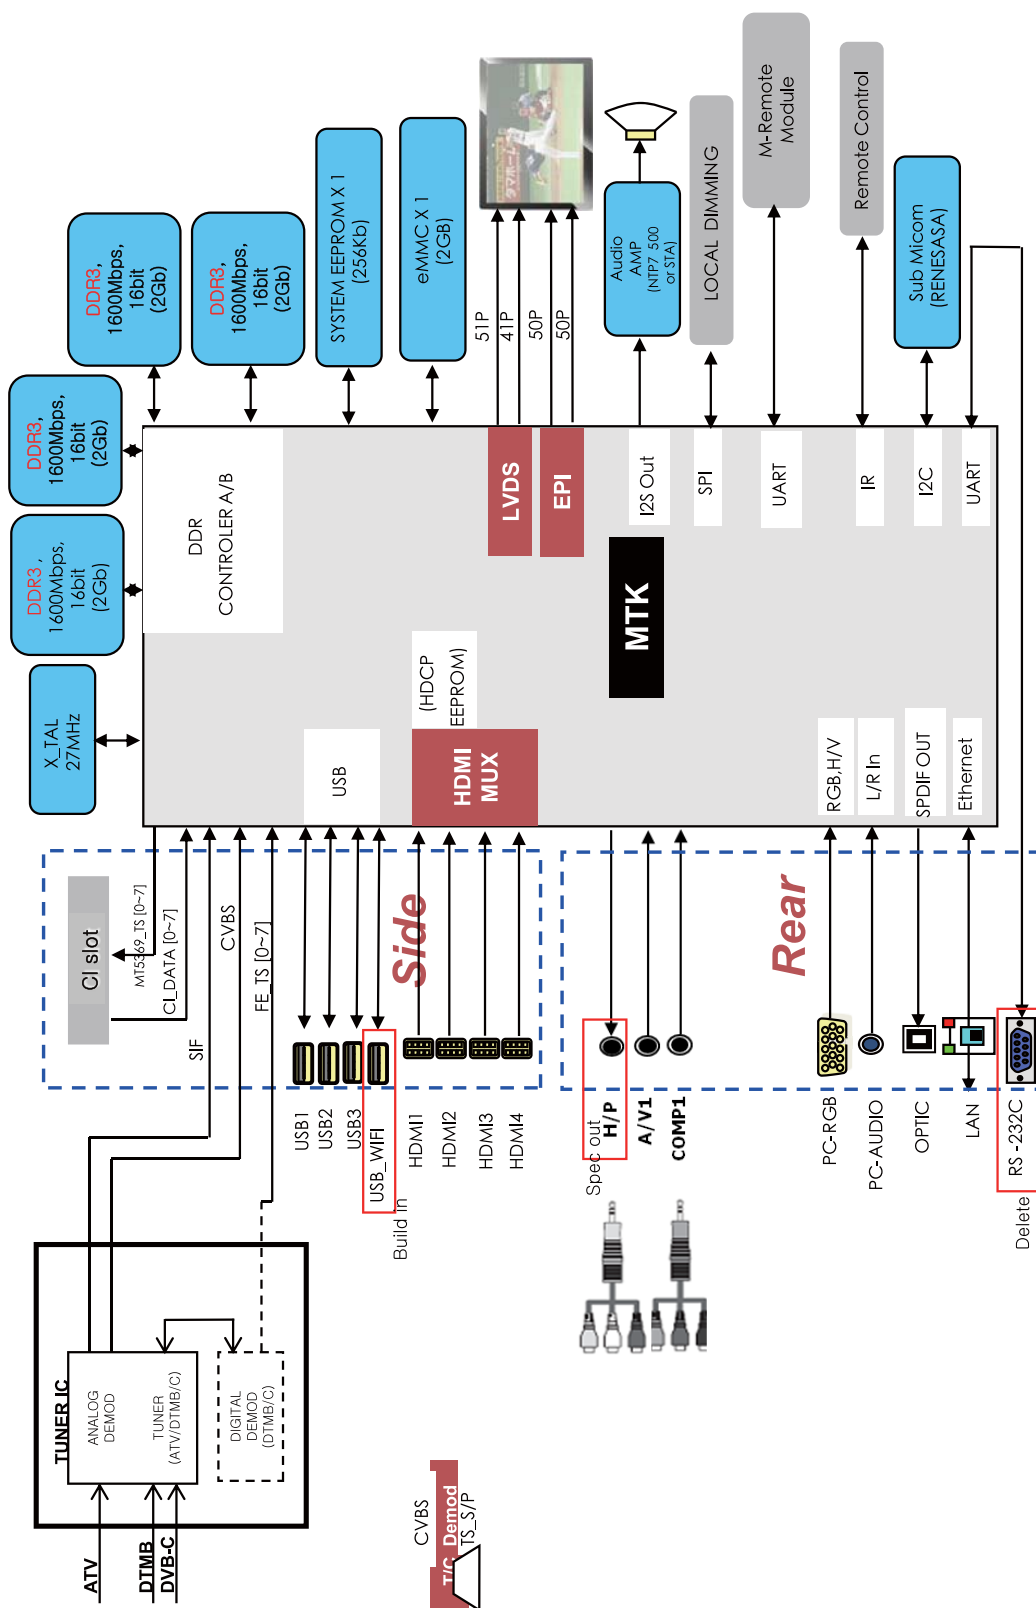 X_TAL
27MHz
DDR3 ,
1600Mbps,
16bit
(2Gb)
DDR3,
1600Mbps,
16bit
(2Gb)
DDR3,
1600Mbps,
16bit
(2Gb)
DDR3,
1600Mbps,
16bit
(2Gb)
SYSTEM EEPROM X 1
(256Kb)
eMMC X 1
(2GB)
51P
41P
50P
50P
タマホーム
Audio
AMP
(NTP7 500
or STA)
LOCAL DIMMING
M-Remote
Module
Remote Control
Sub Micom
(RENESASA)
DDR
CONTROLER A/B
LVDS
EPI
I2S Out
SPI
UART
IR
I2C
UART
MTK
USB
(HDCP
EEPROM)
HDMI
MUX
RGB,H/V
L/R In
SPDIF OUT
Ethernet
CI slot
MT5369_TS [0~7]
CI_DATA [0~7]
SIF
CVBS
FE_TS [0~7]
Side
Rear
USB1
USB2
USB3
USB_WIFI
Build in
HDMI1
HDMI2
HDMI3
HDMI4
Spec out
H/P
A/V1
COMP1
PC-RGB
PC-AUDIO
OPTIC
LAN
RS -232C
Delete
TUNER IC
ANALOG
DEMOD
TUNER
(ATV/DTMB/C)
DIGITAL
DEMOD
(DTMB/C)
ATV
DTMB
DVB-C
CVBS
T/C Demod
TS_S/P